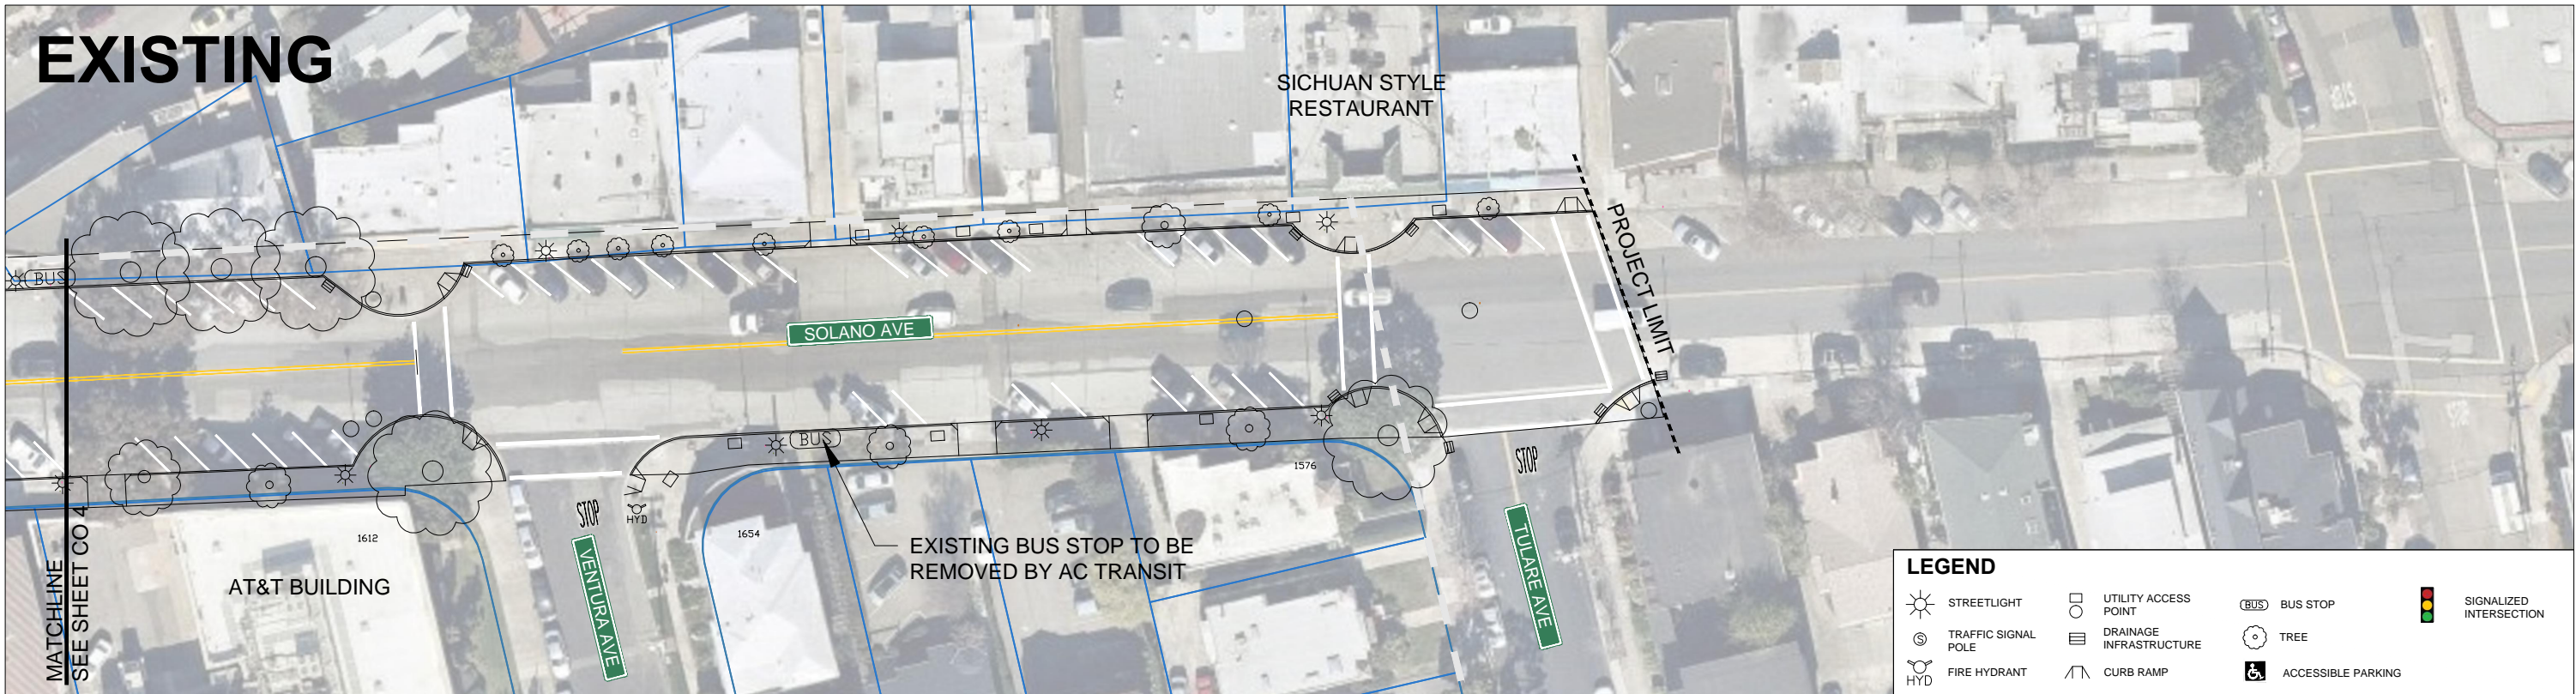 EXISTING
SICHUAN STYLE
RESTAURANT
BUS
PROJECT LIMIT
SOLANO AVE
BUS
STOP
STOP
HYD
1576
1612
1654
EXISTING BUS STOP TO BE
REMOVED BY AC TRANSIT
AT&T BUILDING
VENTURA AVE
TULARE AVE
MATCHLINE
SEE SHEET CO 4
STOP
LEGEND
STREETLIGHT
UTILITY ACCESS
POINT
BUS
BUS STOP
SIGNALIZED
INTERSECTION
S
TRAFFIC SIGNAL
POLE
DRAINAGE
INFRASTRUCTURE
TREE
HYD
FIRE HYDRANT
CURB RAMP
ACCESSIBLE PARKING